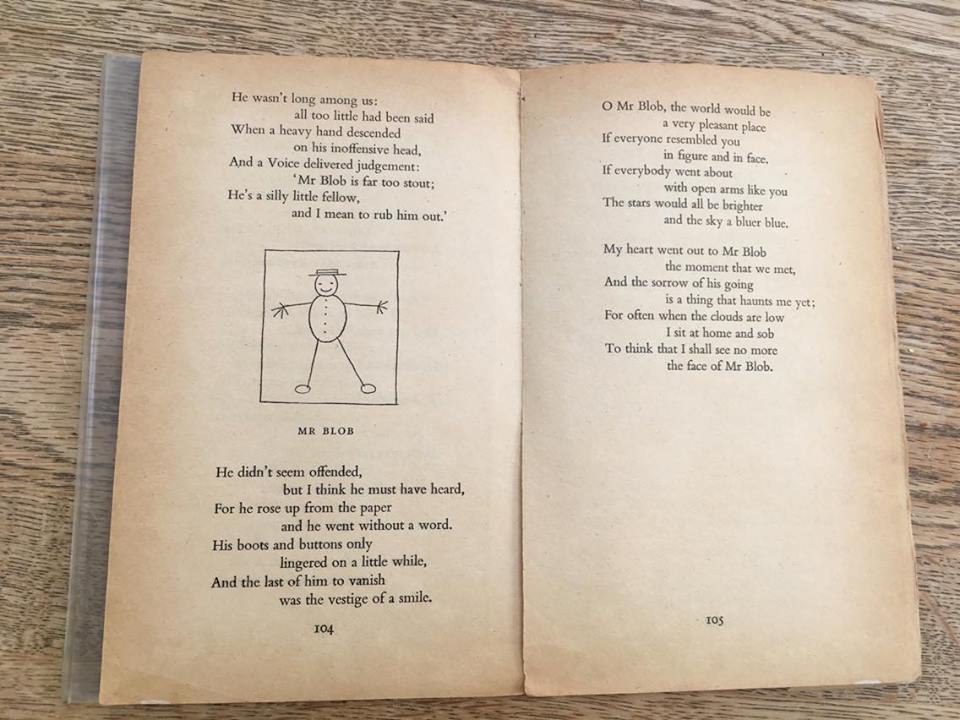 He wasn't long among us:
all too little had been said
When a heavy hand descended
on his inoffensive head,
And a Voice delivered judgement:
'Mr Blob is far too stout;
He's a silly little fellow,
and I mean to rub him out.'
MR BLOB
He didn't seem offended,
but I think he must have heard,
For he rose up from the paper
and he went without a word.
His boots and buttons only
lingered on a little while,
And the last of him to vanish
was the vestige of a smile.
104
O Mr Blob, the world would be
a very pleasant place
If everyone resembled you
in figure and in face.
If everybody went about
with open arms like you
The stars would all be brighter
and the sky a bluer blue.
My heart went out to Mr Blob
the moment that we met,
And the sorrow of his going
is a thing that haunts me yet;
For often when the clouds are low
I sit at home and sob
To think that I shall see no more
the face of Mr Blob.
105